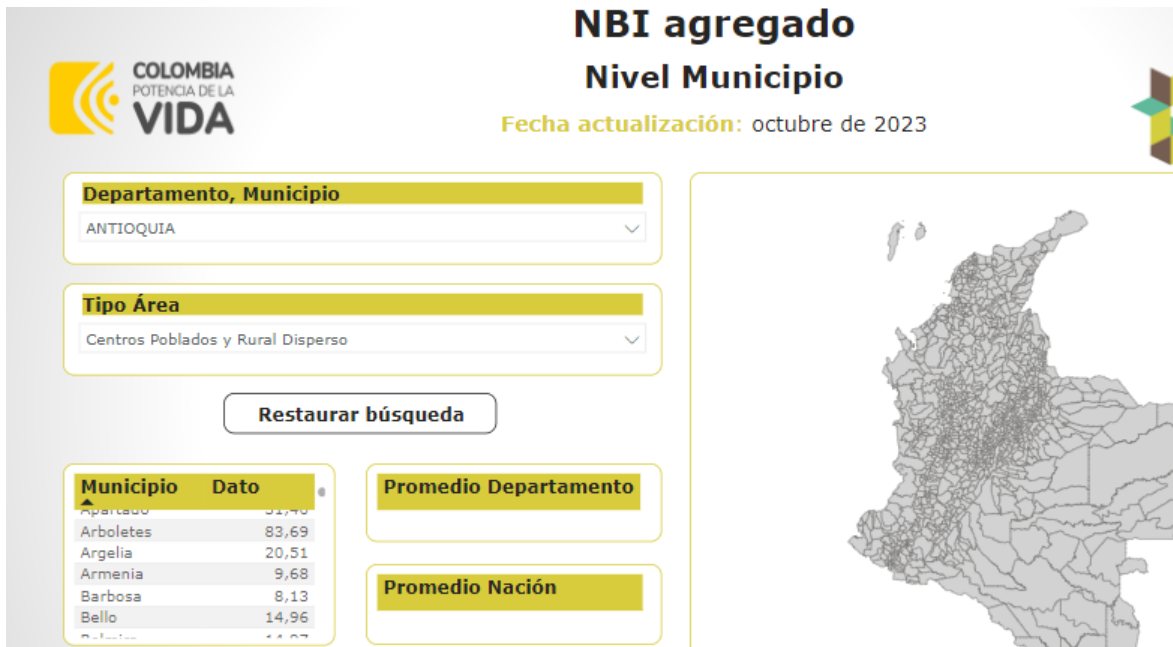 NBI agregado
Nivel Municipio
Fecha actualización: octubre de 2023
COLOMBIA
POTENCIA DE LA
VIDA
Departamento, Municipio
ANTIOQUIA
Tipo Área
Centros Poblados y Rural Disperso
Restaurar búsqueda
Municipio Dato
Arboletes 83,69
Argelia 20,51
Armenia 9,68
Barbosa 8,13
Bello 14,96
Promedio Departamento
Promedio Nación